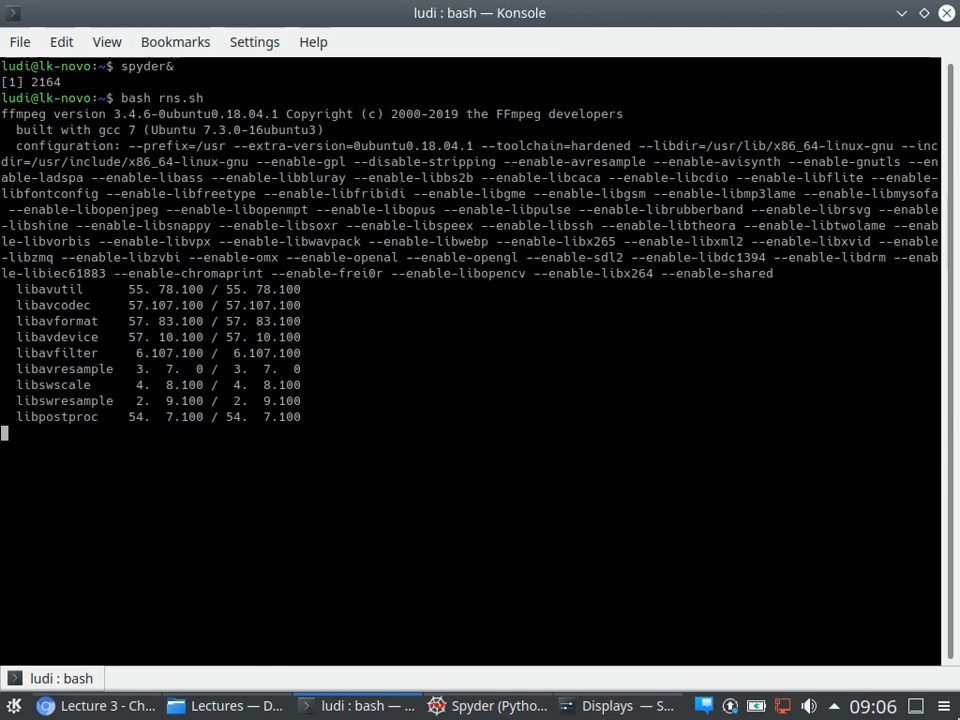 ludi : bash — Konsole
File Edit View Bookmarks Settings Help
ludi@lk-novo:~$ spyder&
[1] 2164
ludi@lk-novo:~$ bash rns.sh
ffmpeg version 3.4.6-0ubuntu0.18.04.1 Copyright (c) 2000-2019 the FFmpeg developers
  built with gcc 7 (Ubuntu 7.3.0-16ubuntu3)
  configuration: --prefix=/usr --extra-version=0ubuntu0.18.04.1 --toolchain=hardened --libdir=/usr/lib/x86_64-linux-gnu --inc
dir=/usr/include/x86_64-linux-gnu --enable-gpl --disable-stripping --enable-avresample --enable-avisynth --enable-gnutls --en
able-ladspa --enable-libass --enable-libbluray --enable-libbs2b --enable-libcaca --enable-libcdio --enable-libflite --enable-
libfontconfig --enable-libfreetype --enable-libfribidi --enable-libgme --enable-libgsm --enable-libmp3lame --enable-libmysofa
 --enable-libopenjpeg --enable-libopenmpt --enable-libopus --enable-libpulse --enable-librubberband --enable-librsvg --enable
-libshine --enable-libsnappy --enable-libsoxr --enable-libspeex --enable-libssh --enable-libtheora --enable-libtwolame --enab
le-libvorbis --enable-libvpx --enable-libwavpack --enable-libwebp --enable-libx265 --enable-libxml2 --enable-libxvid --enable
-libzmq --enable-libzvbi --enable-omx --enable-openal --enable-opengl --enable-sdl2 --enable-libdc1394 --enable-libdrm --enab
le-libiec61883 --enable-chromaprint --enable-frei0r --enable-libopencv --enable-libx264 --enable-shared
  libavutil      55. 78.100 / 55. 78.100
  libavcodec     57.107.100 / 57.107.100
  libavformat    57. 83.100 / 57. 83.100
  libavdevice    57. 10.100 / 57. 10.100
  libavfilter     6.107.100 /  6.107.100
  libavresample   3.  7.  0 /  3.  7.  0
  libswscale      4.  8.100 /  4.  8.100
  libswresample   2.  9.100 /  2.  9.100
  libpostproc    54.  7.100 / 54.  7.100
ludi : bash
Lecture 3 - Ch... Lectures — D... ludi : bash — ... Spyder (Pytho... Displays — S... 09:06